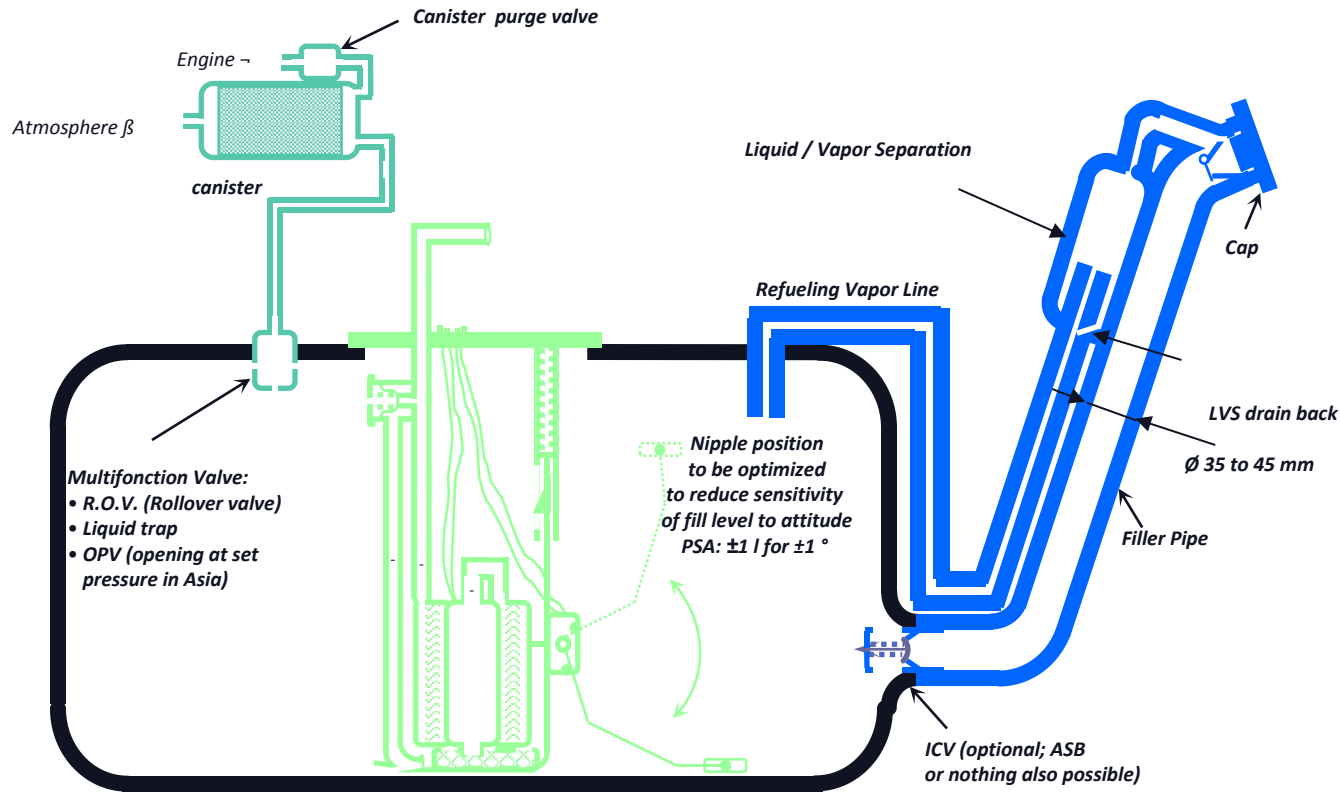 Canister purge valve
Engine ¬
Atmosphere ß
canister
Liquid / Vapor Separation
Cap
Refueling Vapor Line
LVS drain back
Ø 35 to 45 mm
Filler Pipe
Nipple position
to be optimized
to reduce sensitivity
of fill level to attitude
PSA: ±1 l for ±1 °
Multifonction Valve:
• R.O.V. (Rollover valve)
• Liquid trap
• OPV (opening at set
pressure in Asia)
ICV (optional; ASB
or nothing also possible)